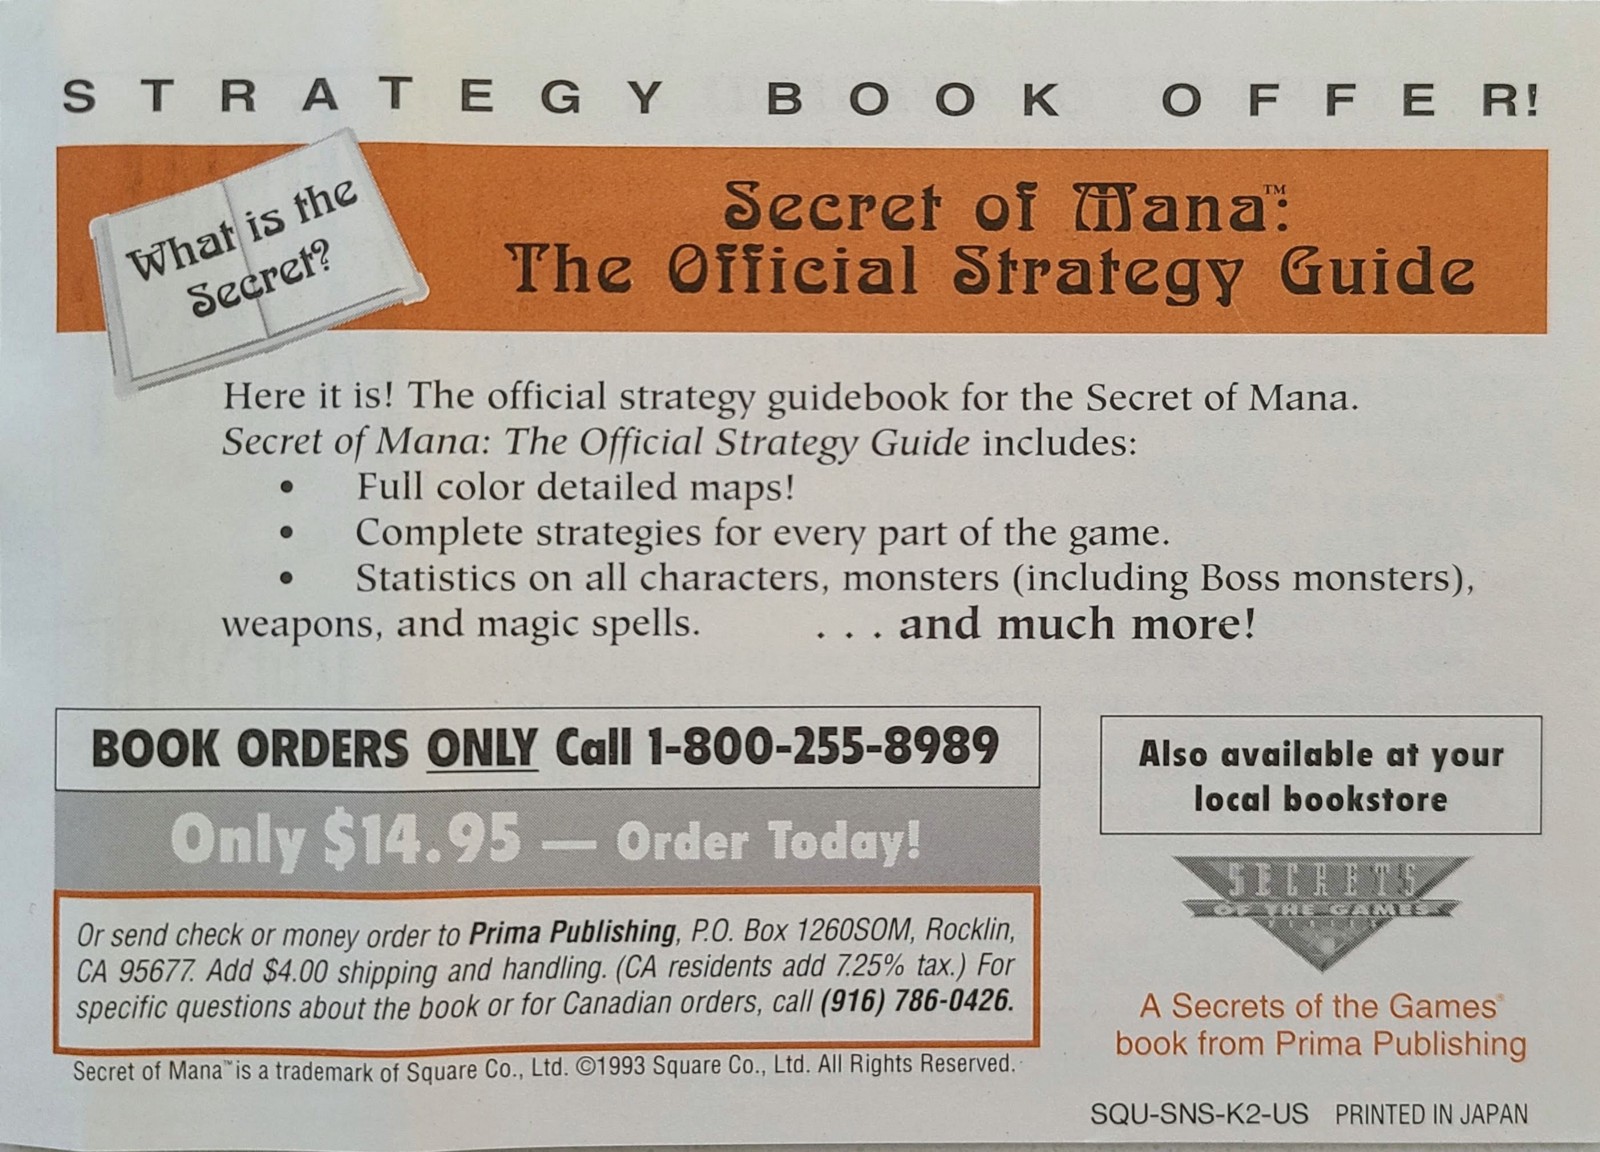 STRATEGY BOOK OFFER!
What is the
Secret?
Secret of Mana™:
The Official Strategy Guide
Here it is! The official strategy guidebook for the Secret of Mana.
Secret of Mana: The Official Strategy Guide includes:
• Full color detailed maps!
• Complete strategies for every part of the game.
• Statistics on all characters, monsters (including Boss monsters),
weapons, and magic spells. . . . and much more!
BOOK ORDERS ONLY Call 1-800-255-8989
Only $14.95 — Order Today!
Or send check or money order to Prima Publishing, P.O. Box 1260SOM, Rocklin,
CA 95677. Add $4.00 shipping and handling. (CA residents add 7.25% tax.) For
specific questions about the book or for Canadian orders, call (916) 786-0426.
Secret of Mana™ is a trademark of Square Co., Ltd. ©1993 Square Co., Ltd. All Rights Reserved.
Also available at your
local bookstore
SECRETS
OF THE GAMES
A Secrets of the Games®
book from Prima Publishing
SQU-SNS-K2-US PRINTED IN JAPAN